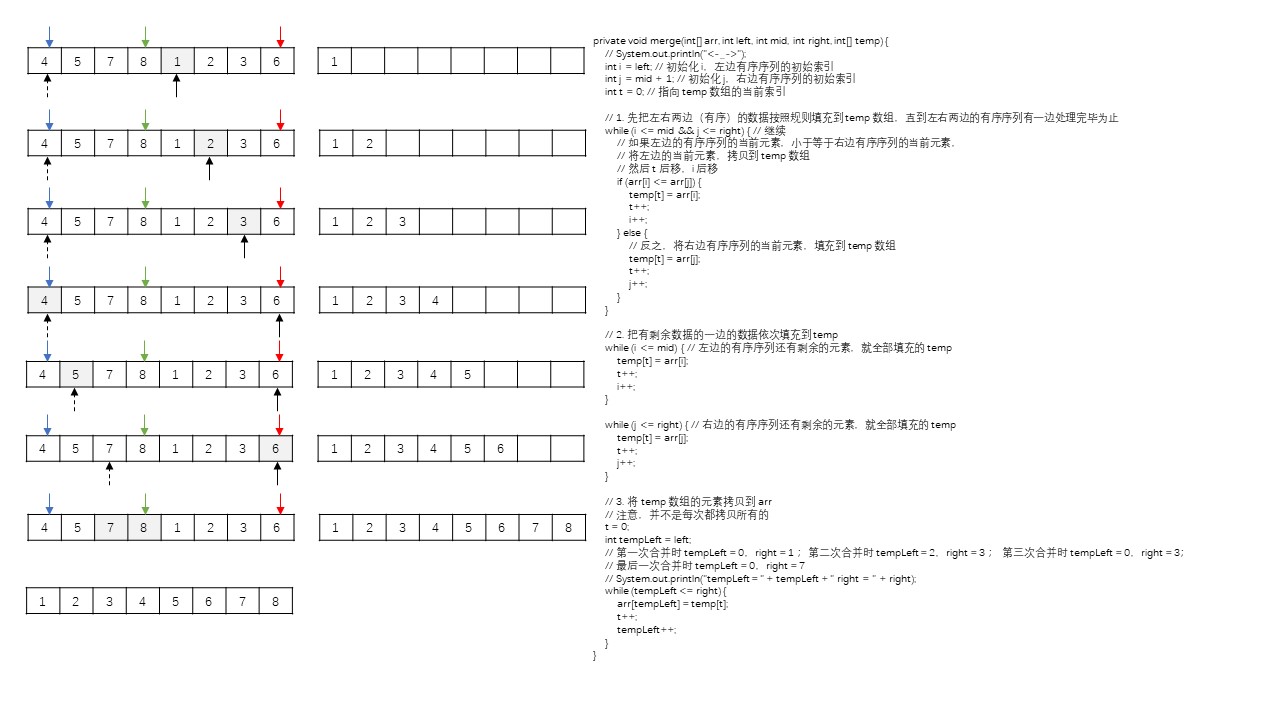 4 5 7 8 1 2 3 6
1
4 5 7 8 1 2 3 6
1 2
4 5 7 8 1 2 3 6
1 2 3
4 5 7 8 1 2 3 6
1 2 3 4
4 5 7 8 1 2 3 6
1 2 3 4 5
4 5 7 8 1 2 3 6
1 2 3 4 5 6
4 5 7 8 1 2 3 6
1 2 3 4 5 6 7 8
1 2 3 4 5 6 7 8
private void merge(int[] arr, int left, int mid, int right, int[] temp) {
// System.out.println("<-_->");
int i = left; // 初始化 i，左边有序序列的初始索引
int j = mid + 1; // 初始化 j，右边有序序列的初始索引
int t = 0; // 指向 temp 数组的当前索引
// 1. 先把左右两边（有序）的数据按照规则填充到 temp 数组，直到左右两边的有序序列有一边处理完毕为止
while (i <= mid && j <= right) { // 继续
// 如果左边的有序序列的当前元素，小于等于右边有序序列的当前元素，
// 将左边的当前元素，拷贝到 temp 数组
// 然后 t 后移，i 后移
if (arr[i] <= arr[j]) {
temp[t] = arr[i];
t++;
i++;
} else {
// 反之，将右边有序序列的当前元素，填充到 temp 数组
temp[t] = arr[j];
t++;
j++;
}
}
// 2. 把有剩余数据的一边的数据依次填充到 temp
while (i <= mid) { // 左边的有序序列还有剩余的元素，就全部填充的 temp
temp[t] = arr[i];
t++;
i++;
}
while (j <= right) { // 右边的有序序列还有剩余的元素，就全部填充的 temp
temp[t] = arr[j];
t++;
j++;
}
// 3. 将 temp 数组的元素拷贝到 arr
// 注意，并不是每次都拷贝所有的
t = 0;
int tempLeft = left;
// 第一次合并时 tempLeft = 0，right = 1； 第二次合并时 tempLeft = 2，right = 3； 第三次合并时 tempLeft = 0，right = 3；
// 最后一次合并时 tempLeft = 0，right = 7
// System.out.println("tempLeft = " + tempLeft + " right = " + right);
while (tempLeft <= right) {
arr[tempLeft] = temp[t];
t++;
tempLeft++;
}
}